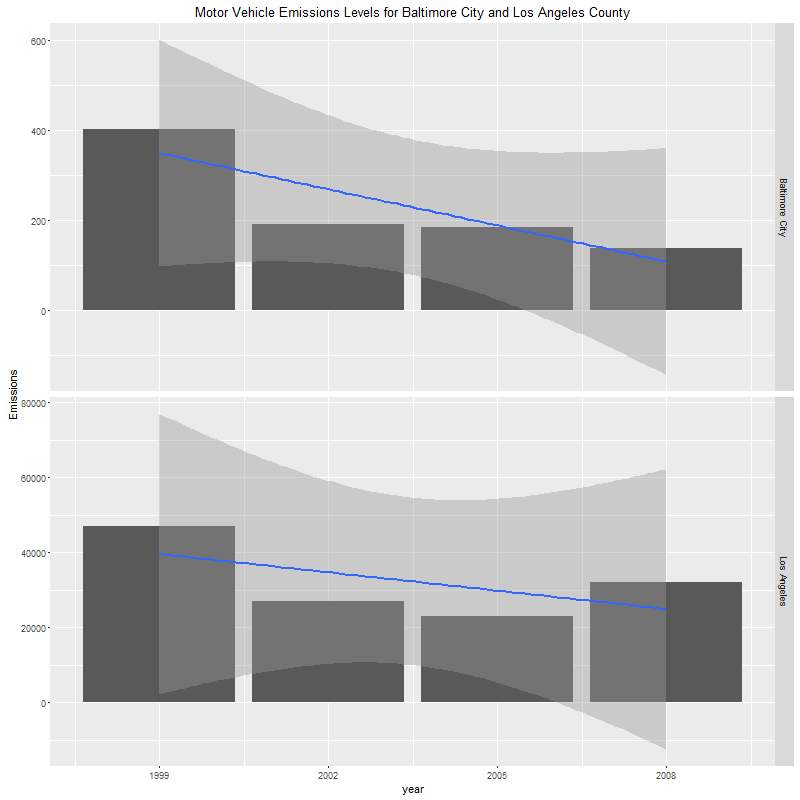 Motor Vehicle Emissions Levels for Baltimore City and Los Angeles County
600
400
200
0
Baltimore City
Emissions
80000
60000
40000
20000
0
Los Angeles
1999 2002 2005 2008
year